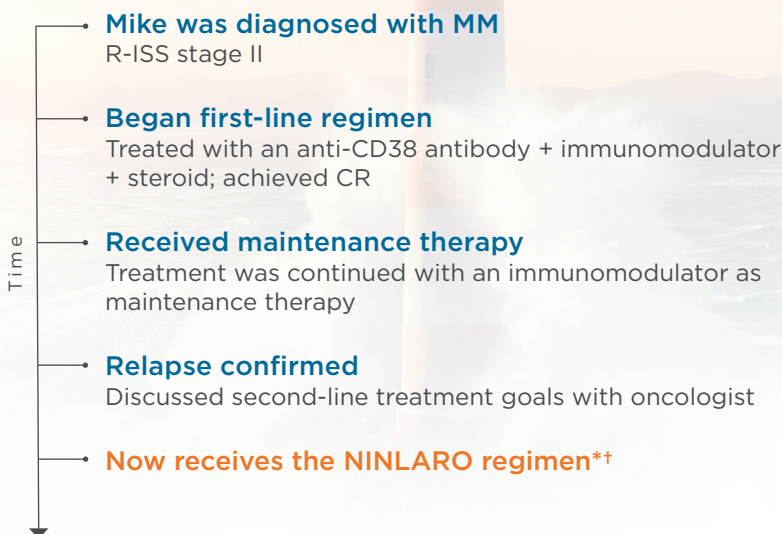 Mike was diagnosed with MM
R-ISS stage II
Began first-line regimen
Treated with an anti-CD38 antibody + immunomodulator
+ steroid; achieved CR
Received maintenance therapy
Treatment was continued with an immunomodulator as
maintenance therapy
Relapse confirmed
Discussed second-line treatment goals with oncologist
Now receives the NINLARO regimen*†
Time